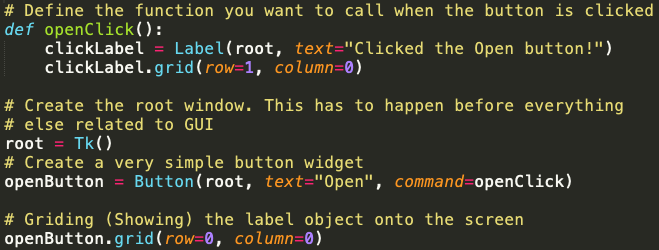 # Define the function you want to call when the button is clicked
def openClick():
    clickLabel = Label(root, text="Clicked the Open button!")
    clickLabel.grid(row=1, column=0)
# Create the root window. This has to happen before everything
# else related to GUI
root = Tk()
# Create a very simple button widget
openButton = Button(root, text="Open", command=openClick)
# Griding (Showing) the label object onto the screen
openButton.grid(row=0, column=0)